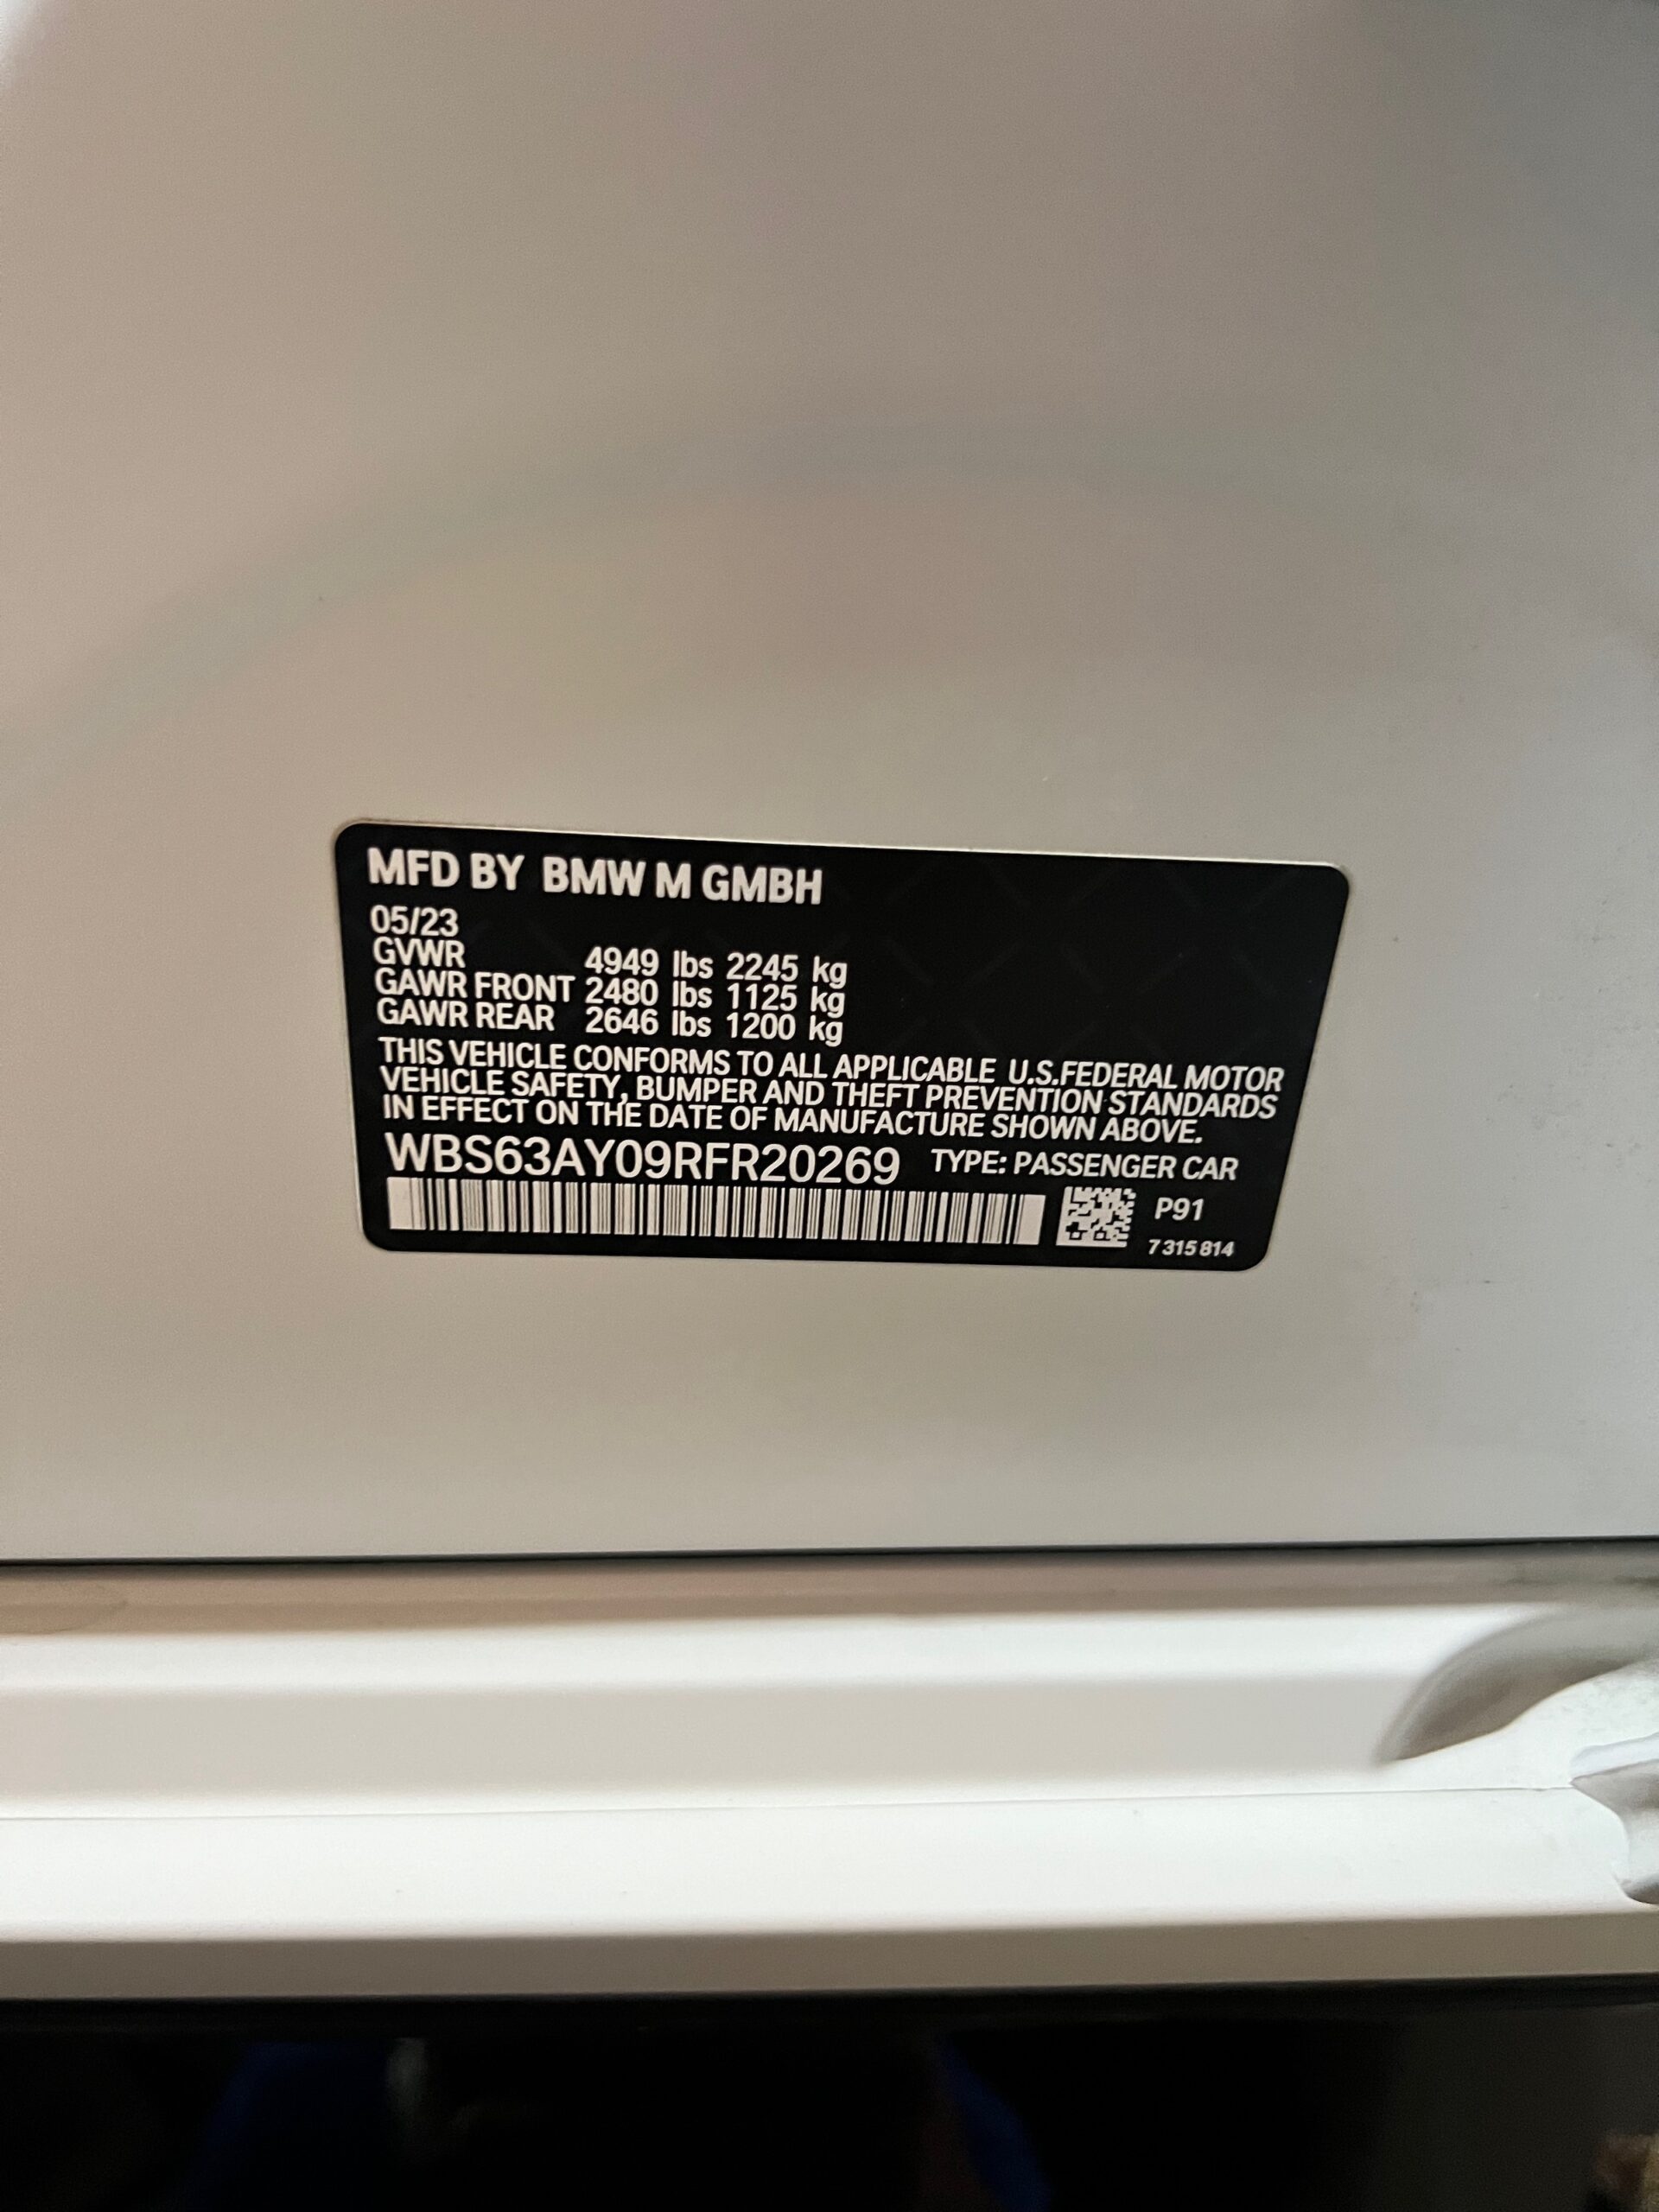 MFD BY BMW M GMBH
05/23
GVWR 4949 lbs 2245 kg
GAWR FRONT 2480 lbs 1125 kg
GAWR REAR 2646 lbs 1200 kg
THIS VEHICLE CONFORMS TO ALL APPLICABLE U.S.FEDERAL MOTOR
VEHICLE SAFETY, BUMPER AND THEFT PREVENTION STANDARDS
IN EFFECT ON THE DATE OF MANUFACTURE SHOWN ABOVE.
WBS63AY09RFR20269 TYPE: PASSENGER CAR
P91
7 315 814